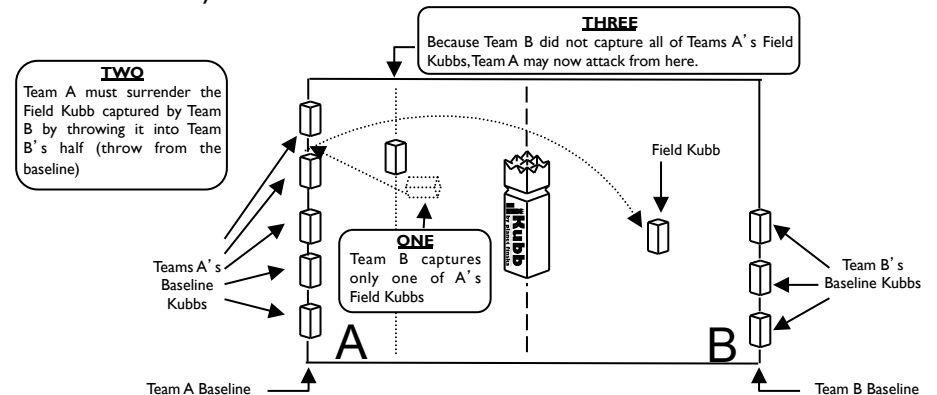 THREE
Because Team B did not capture all of Teams A's Field
Kubbs,Team A may now attack from here.
TWO
Team A must surrender the
Field Kubb captured by Team
B by throwing it into Team
B's half (throw from the
baseline)
Field Kubb
Kubb
ONE
Team B captures
only one of A's
Field Kubbs
Teams A's
Baseline
Kubbs
Team B's
Baseline Kubbs
A
B
Team A Baseline
Team B Baseline